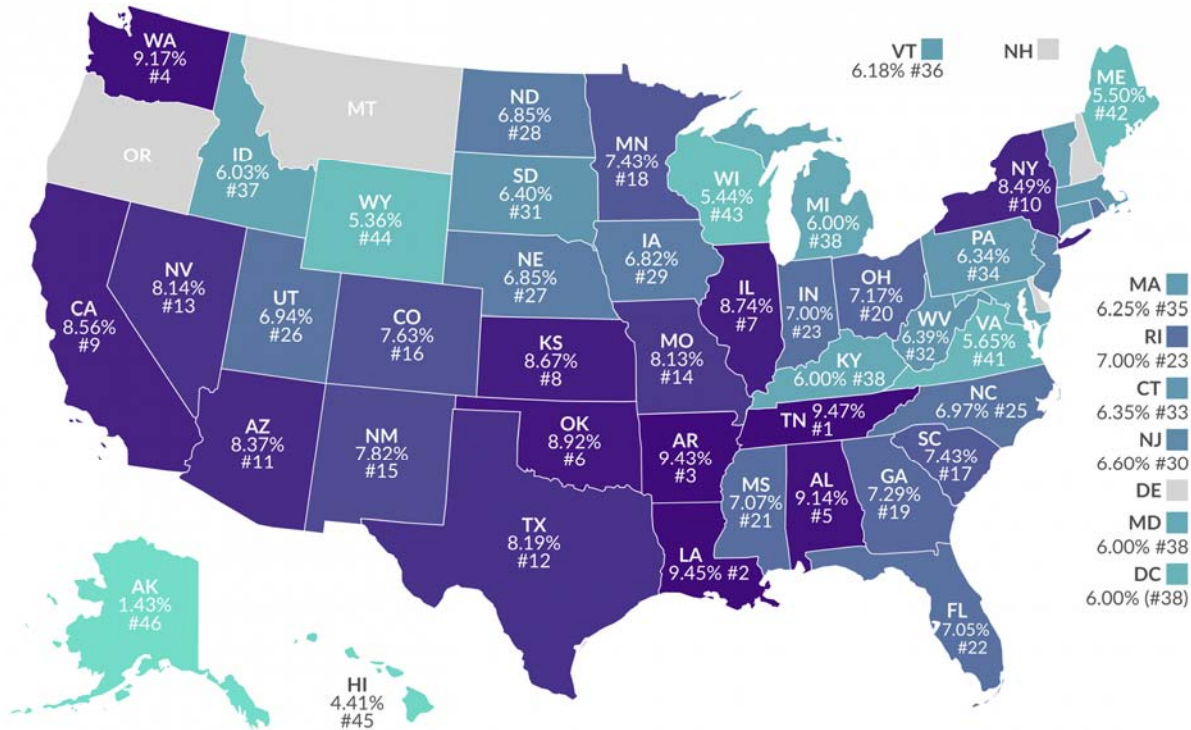 WA
9.17%
#4
MT
ND
6.85%
#28
MN
7.43%
#18
VT
6.18% #36
NH
ME
5.50%
#42
OR
ID
6.03%
#37
WY
5.36%
#44
SD
6.40%
#31
WI
5.44%
#43
MI
6.00%
#38
NY
8.49%
#10
CA
8.56%
#9
NV
8.14%
#13
UT
6.94%
#26
CO
7.63%
#16
NE
6.85%
#27
IA
6.82%
#29
IL
8.74%
#7
IN
7.00%
#23
OH
7.17%
#20
PA
6.34%
#34
WV
6.39%
#32
VA
5.65%
#41
MA
6.25% #35
RI
7.00% #23
CT
6.35% #33
NJ
6.60% #30
DE
MD
6.00% #38
DC
6.00% (#38)
KS
8.67%
#8
MO
8.13%
#14
KY
6.00% #38
NC
6.97% #25
TN 9.47%
#1
SC
7.43%
#17
AZ
8.37%
#11
NM
7.82%
#15
OK
8.92%
#6
AR
9.43%
#3
MS
7.07%
#21
AL
9.14%
#5
GA
7.29%
#19
TX
8.19%
#12
LA
9.45% #2
FL
7.05%
#22
AK
1.43%
#46
HI
4.41%
#45